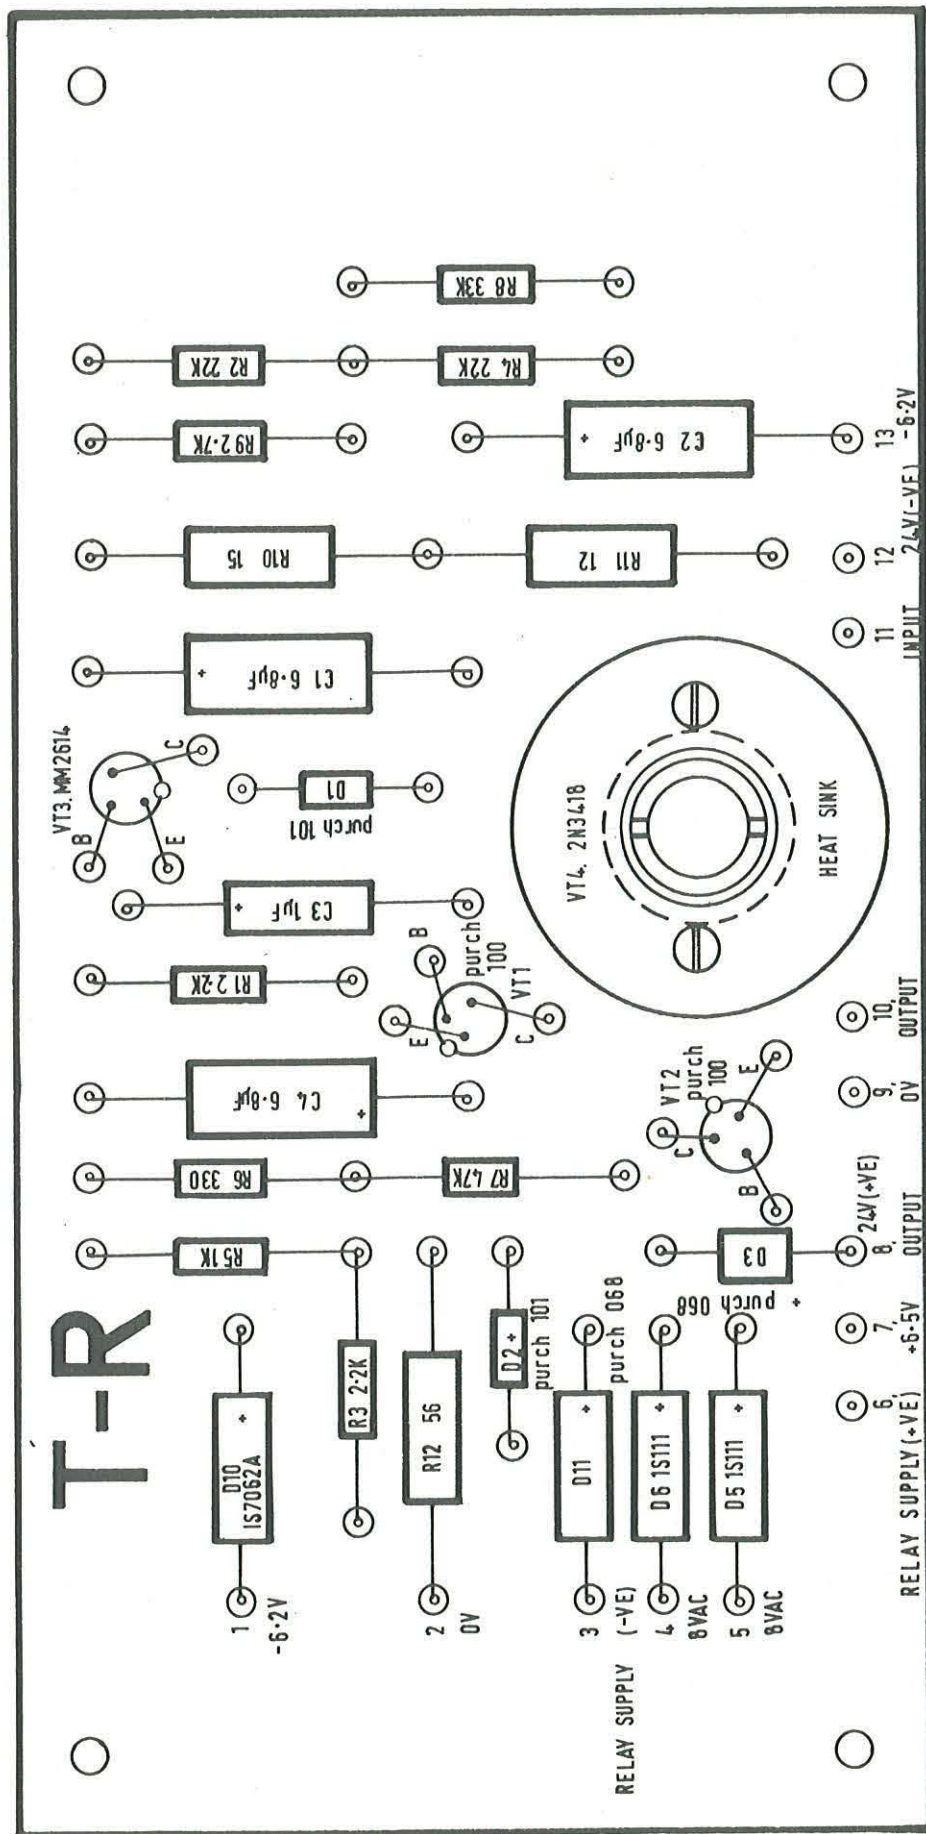 T-R
D10
1S7062A
+
1
-6·2V
R3 2·2K
R12 56
2
0V
D2 +
purch 101
D11
+
purch 068
3
(-VE)
RELAY SUPPLY
D6 1S111
+
4
8VAC
D5 1S111
+
5
8VAC
R5 1K
R6 330
R7 4·7K
C4 6·8µF
+
R1 2·2K
C3 1µF
+
VT3. MM2614
B
E
C
D1
purch 101
C1 6·8µF
+
R10 15
R11 12
R9 2·7K
R2 22K
R4 22K
R8 33K
C2 6·8µF
+
E
B
C
purch
100
VT1
VT2
purch
100
C
E
B
D3
+ purch 068
VT4. 2N3418
HEAT SINK
6,
RELAY SUPPLY (+VE)
7,
+6·5V
8,
24V (+VE)
OUTPUT
9,
0V
10,
OUTPUT
11
INPUT
12
24V (-VE)
13
-6·2V